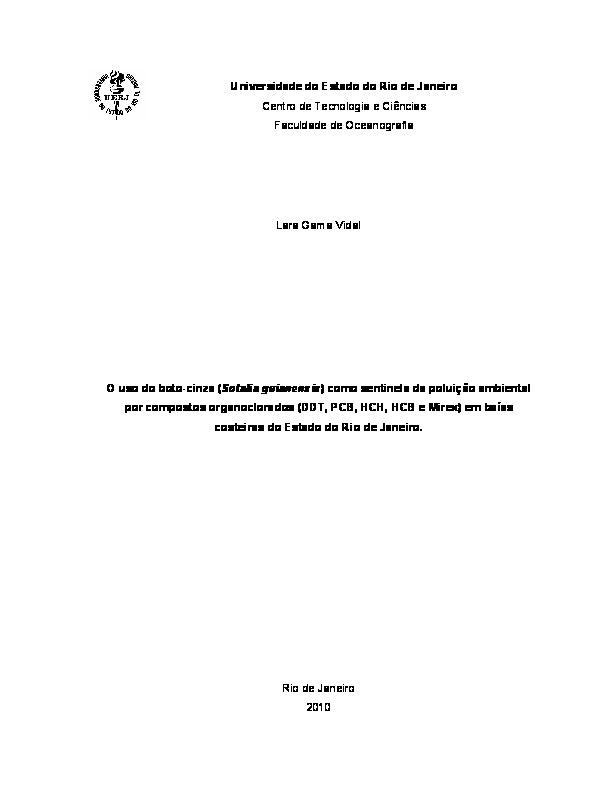 Universidade do Estado do Rio de Janeiro
Centro de Tecnologia e Ciências
Faculdade de Oceanografia
Lara Gama Vidal
O uso do boto-cinza (Sotalia guianensis) como sentinela da poluição ambiental
por compostos organoclorados (DDT, PCB, HCH, HCB e Mirex) em baías
costeiras do Estado do Rio de Janeiro.
Rio de Janeiro
2010